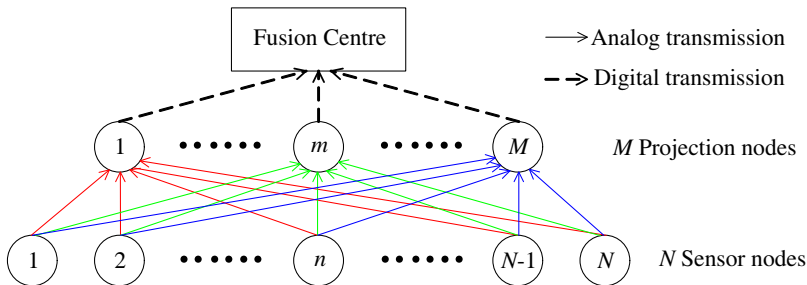 Fusion Centre
Analog transmission
Digital transmission
1 •••••• m •••••• M
M Projection nodes
1 2 •••••• n •••••• N-1 N
N Sensor nodes